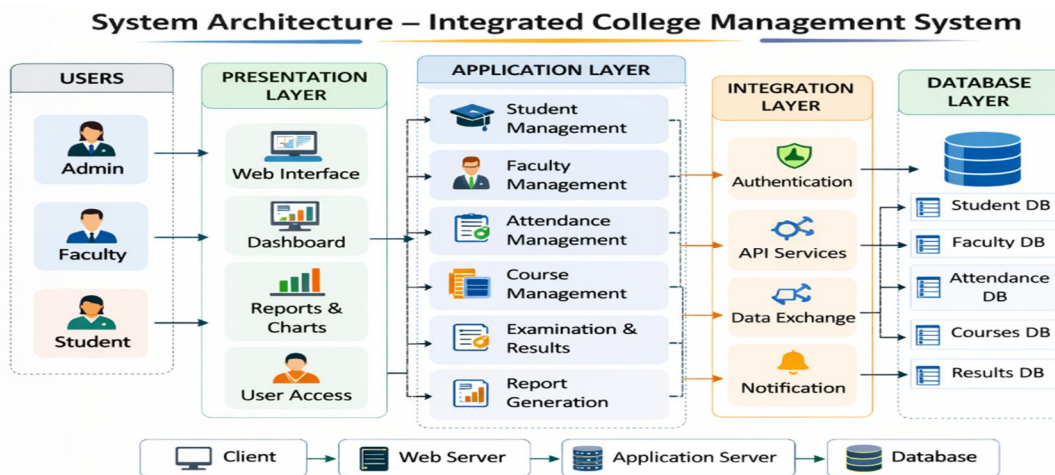 System Architecture – Integrated College Management System
USERS
Admin
Faculty
Student
PRESENTATION
LAYER
Web Interface
Dashboard
Reports &
Charts
User Access
APPLICATION LAYER
Student
Management
Faculty
Management
Attendance
Management
Course
Management
Examination &
Results
Report
Generation
INTEGRATION
LAYER
Authentication
API Services
Data Exchange
Notification
DATABASE
LAYER
Student DB
Faculty DB
Attendance
DB
Courses DB
Results DB
Client
Web Server
Application Server
Database